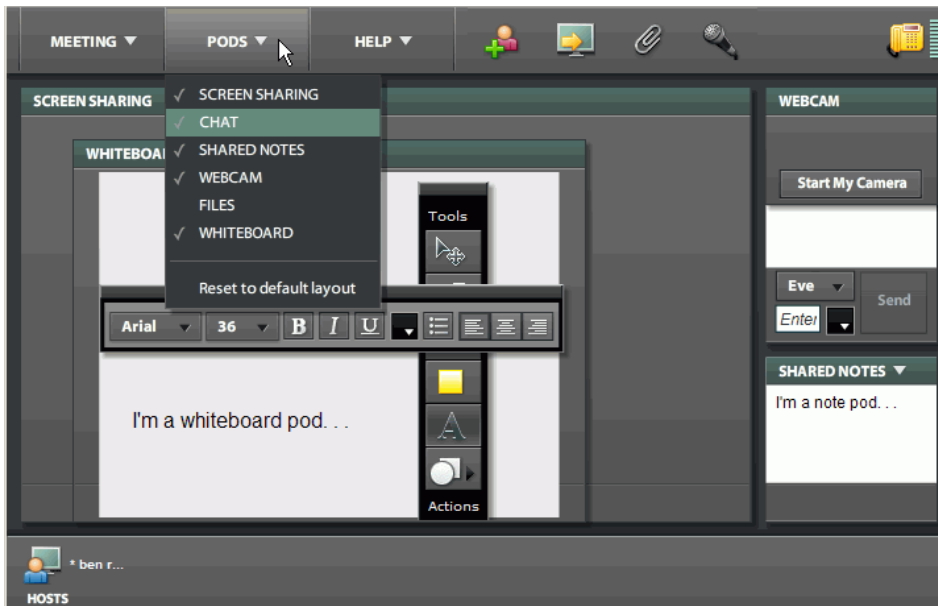 MEETING
PODS
HELP
SCREEN SHARING
✓ SCREEN SHARING
✓ CHAT
✓ SHARED NOTES
✓ WEBCAM
FILES
✓ WHITEBOARD
Reset to default layout
WHITEBOA
Tools
Arial 36 B I U
I'm a whiteboard pod. . .
A
Actions
WEBCAM
Start My Camera
Eve
Send
Enter
SHARED NOTES
I'm a note pod. . .
* ben r...
HOSTS